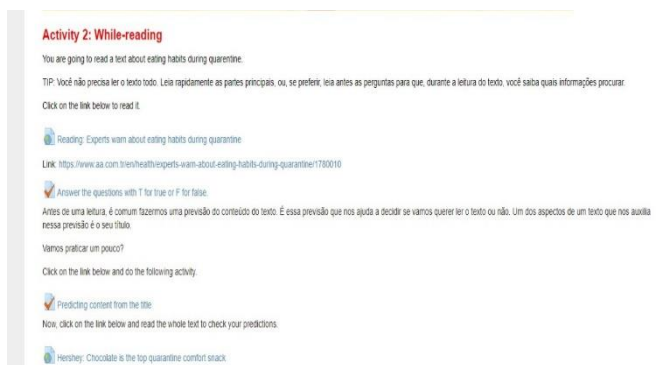 Activity 2: While-reading
You are going to read a text about eating habits during quarentine.
TIP: Você não precisa ler o texto todo. Leia rapidamente as partes principais, ou, se preferir, leia antes as perguntas para que, durante a leitura do texto, você saiba quais informações procurar.
Click on the link below to read it.
Reading: Experts warn about eating habits during quarantine
Link: https://www.aa.com.tr/en/health/experts-warn-about-eating-habits-during-quarantine/1780010
Answer the questions with T for true or F for false.
Antes de uma leitura, é comum fazermos uma previsão do conteúdo do texto. É essa previsão que nos ajuda a decidir se vamos querer ler o texto ou não. Um dos aspectos de um texto que nos auxilia
nessa previsão é o seu título.
Vamos praticar um pouco?
Click on the link below and do the following activity.
Predicting content from the title
Now, click on the link below and read the whole text to check your predictions.
Hershey: Chocolate is the top quarantine comfort snack